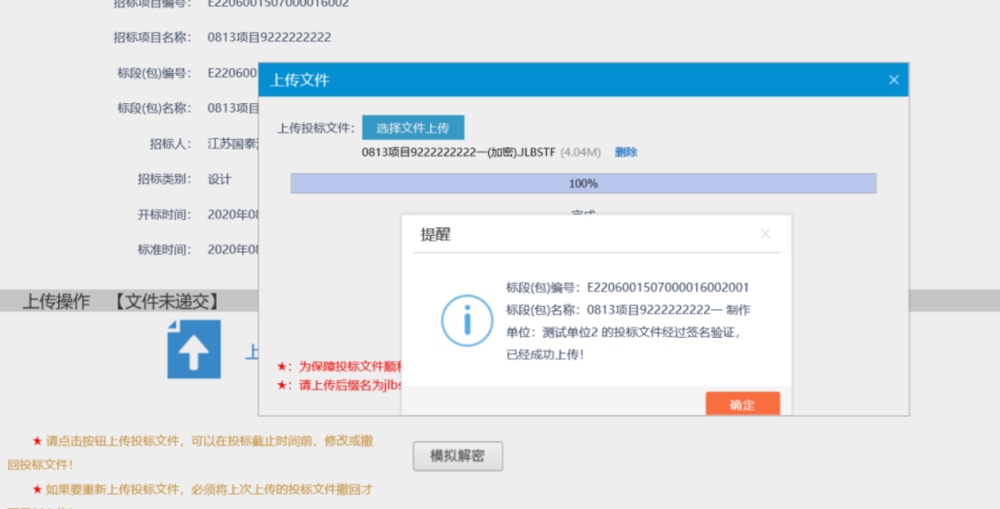 招标项目编号： E2206001507000016002
招标项目名称： 0813项目9222222222
标段(包)编号： E220600
标段(包)名称： 0813项目
招标人： 江苏国泰
招标类别： 设计
开标时间： 2020年08
标准时间： 2020年08
上传文件
上传投标文件： 选择文件上传
0813项目9222222222—(加密).JLBSTF (4.04M) 删除
100%
完成
提醒
标段(包)编号：E2206001507000016002001
标段(包)名称：0813项目9222222222— 制作
单位：测试单位2 的投标文件经过签名验证，
已经成功上传！
确定
★：为保障投标文件顺利
★：请上传后缀名为jlbs
上传操作 【文件未递交】
上
★ 请点击按钮上传投标文件，可以在投标截止时间前，修改或撤
回投标文件！
★ 如果要重新上传投标文件，必须将上次上传的投标文件撤回才
模拟解密